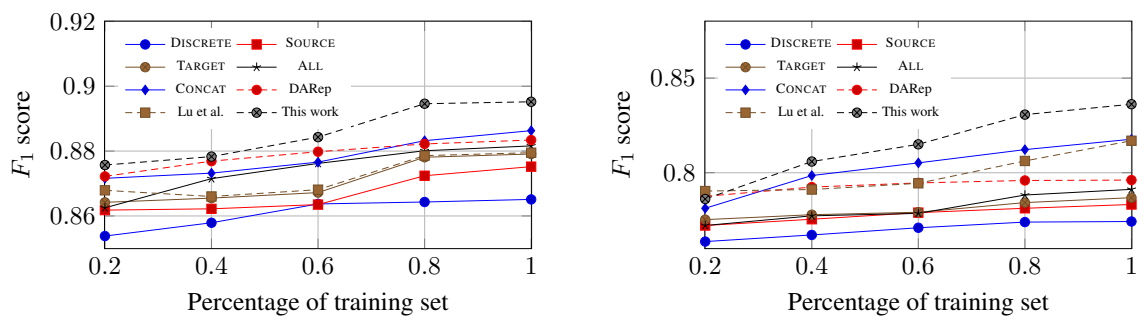 0.92
0.9
0.88
0.86
F1 score
DISCRETE SOURCE
TARGET ALL
CONCAT DARep
Lu et al. This work
0.2 0.4 0.6 0.8 1
Percentage of training set
0.85
0.8
F1 score
DISCRETE SOURCE
TARGET ALL
CONCAT DARep
Lu et al. This work
0.2 0.4 0.6 0.8 1
Percentage of training set